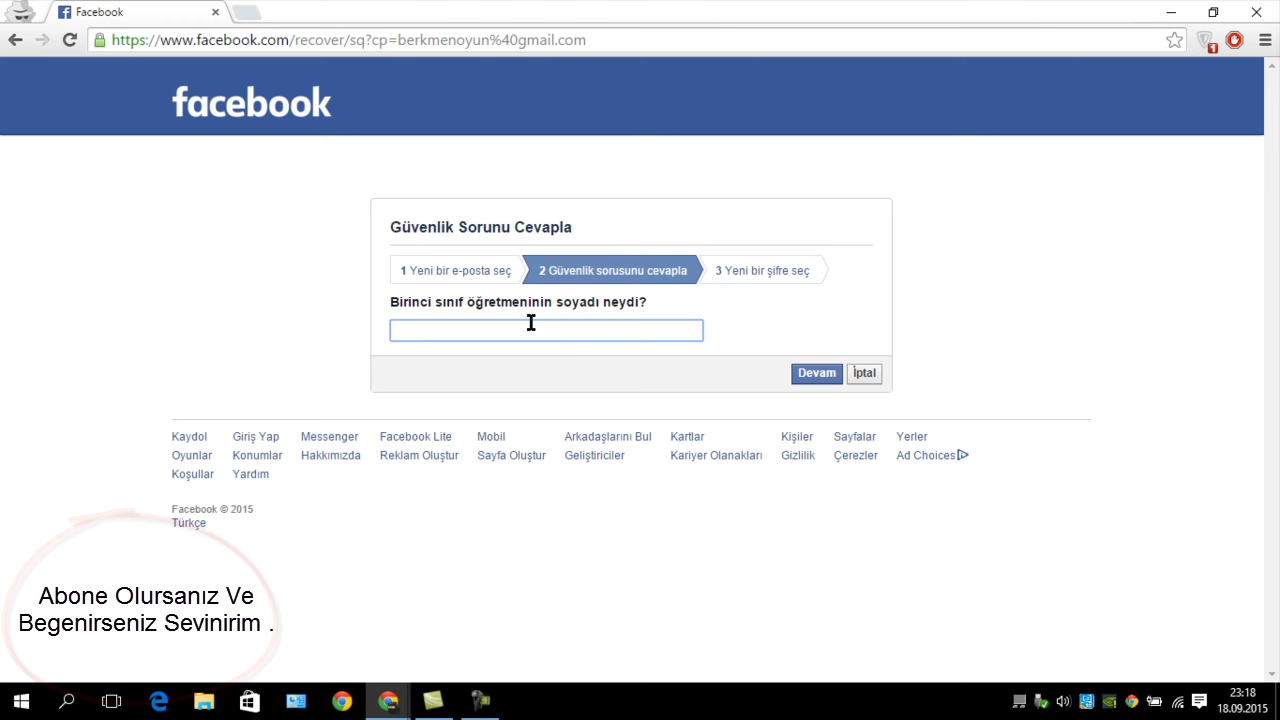 Facebook
https://www.facebook.com/recover/sq?cp=berkmenoyun%40gmail.com
1
facebook
Güvenlik Sorunu Cevapla
1 Yeni bir e-posta seç
2 Güvenlik sorusunu cevapla
3 Yeni bir şifre seç
Birinci sınıf öğretmeninin soyadı neydi?
Devam
İptal
Kaydol Giriş Yap Messenger Facebook Lite Mobil Arkadaşlarını Bul Kartlar Kişiler Sayfalar Yerler
Oyunlar Konumlar Hakkımızda Reklam Oluştur Sayfa Oluştur Geliştiriciler Kariyer Olanakları Gizlilik Çerezler Ad Choices
Koşullar Yardım
Facebook © 2015
Türkçe
Abone Olursanız Ve
Begenirseniz Sevinirim .
23:18
18.09.2015